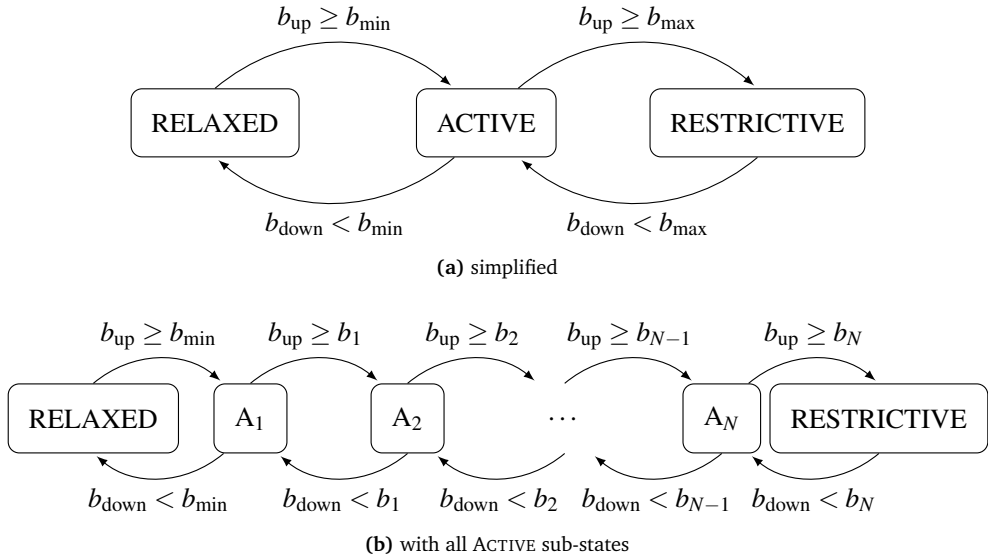 b_up ≥ b_min b_up ≥ b_max
RELAXED ACTIVE RESTRICTIVE
b_down < b_min b_down < b_max
(a) simplified
b_up ≥ b_min b_up ≥ b_1 b_up ≥ b_2 b_up ≥ b_{N−1} b_up ≥ b_N
RELAXED A_1 A_2 ... A_N RESTRICTIVE
b_down < b_min b_down < b_1 b_down < b_2 b_down < b_{N−1} b_down < b_N
(b) with all ACTIVE sub-states